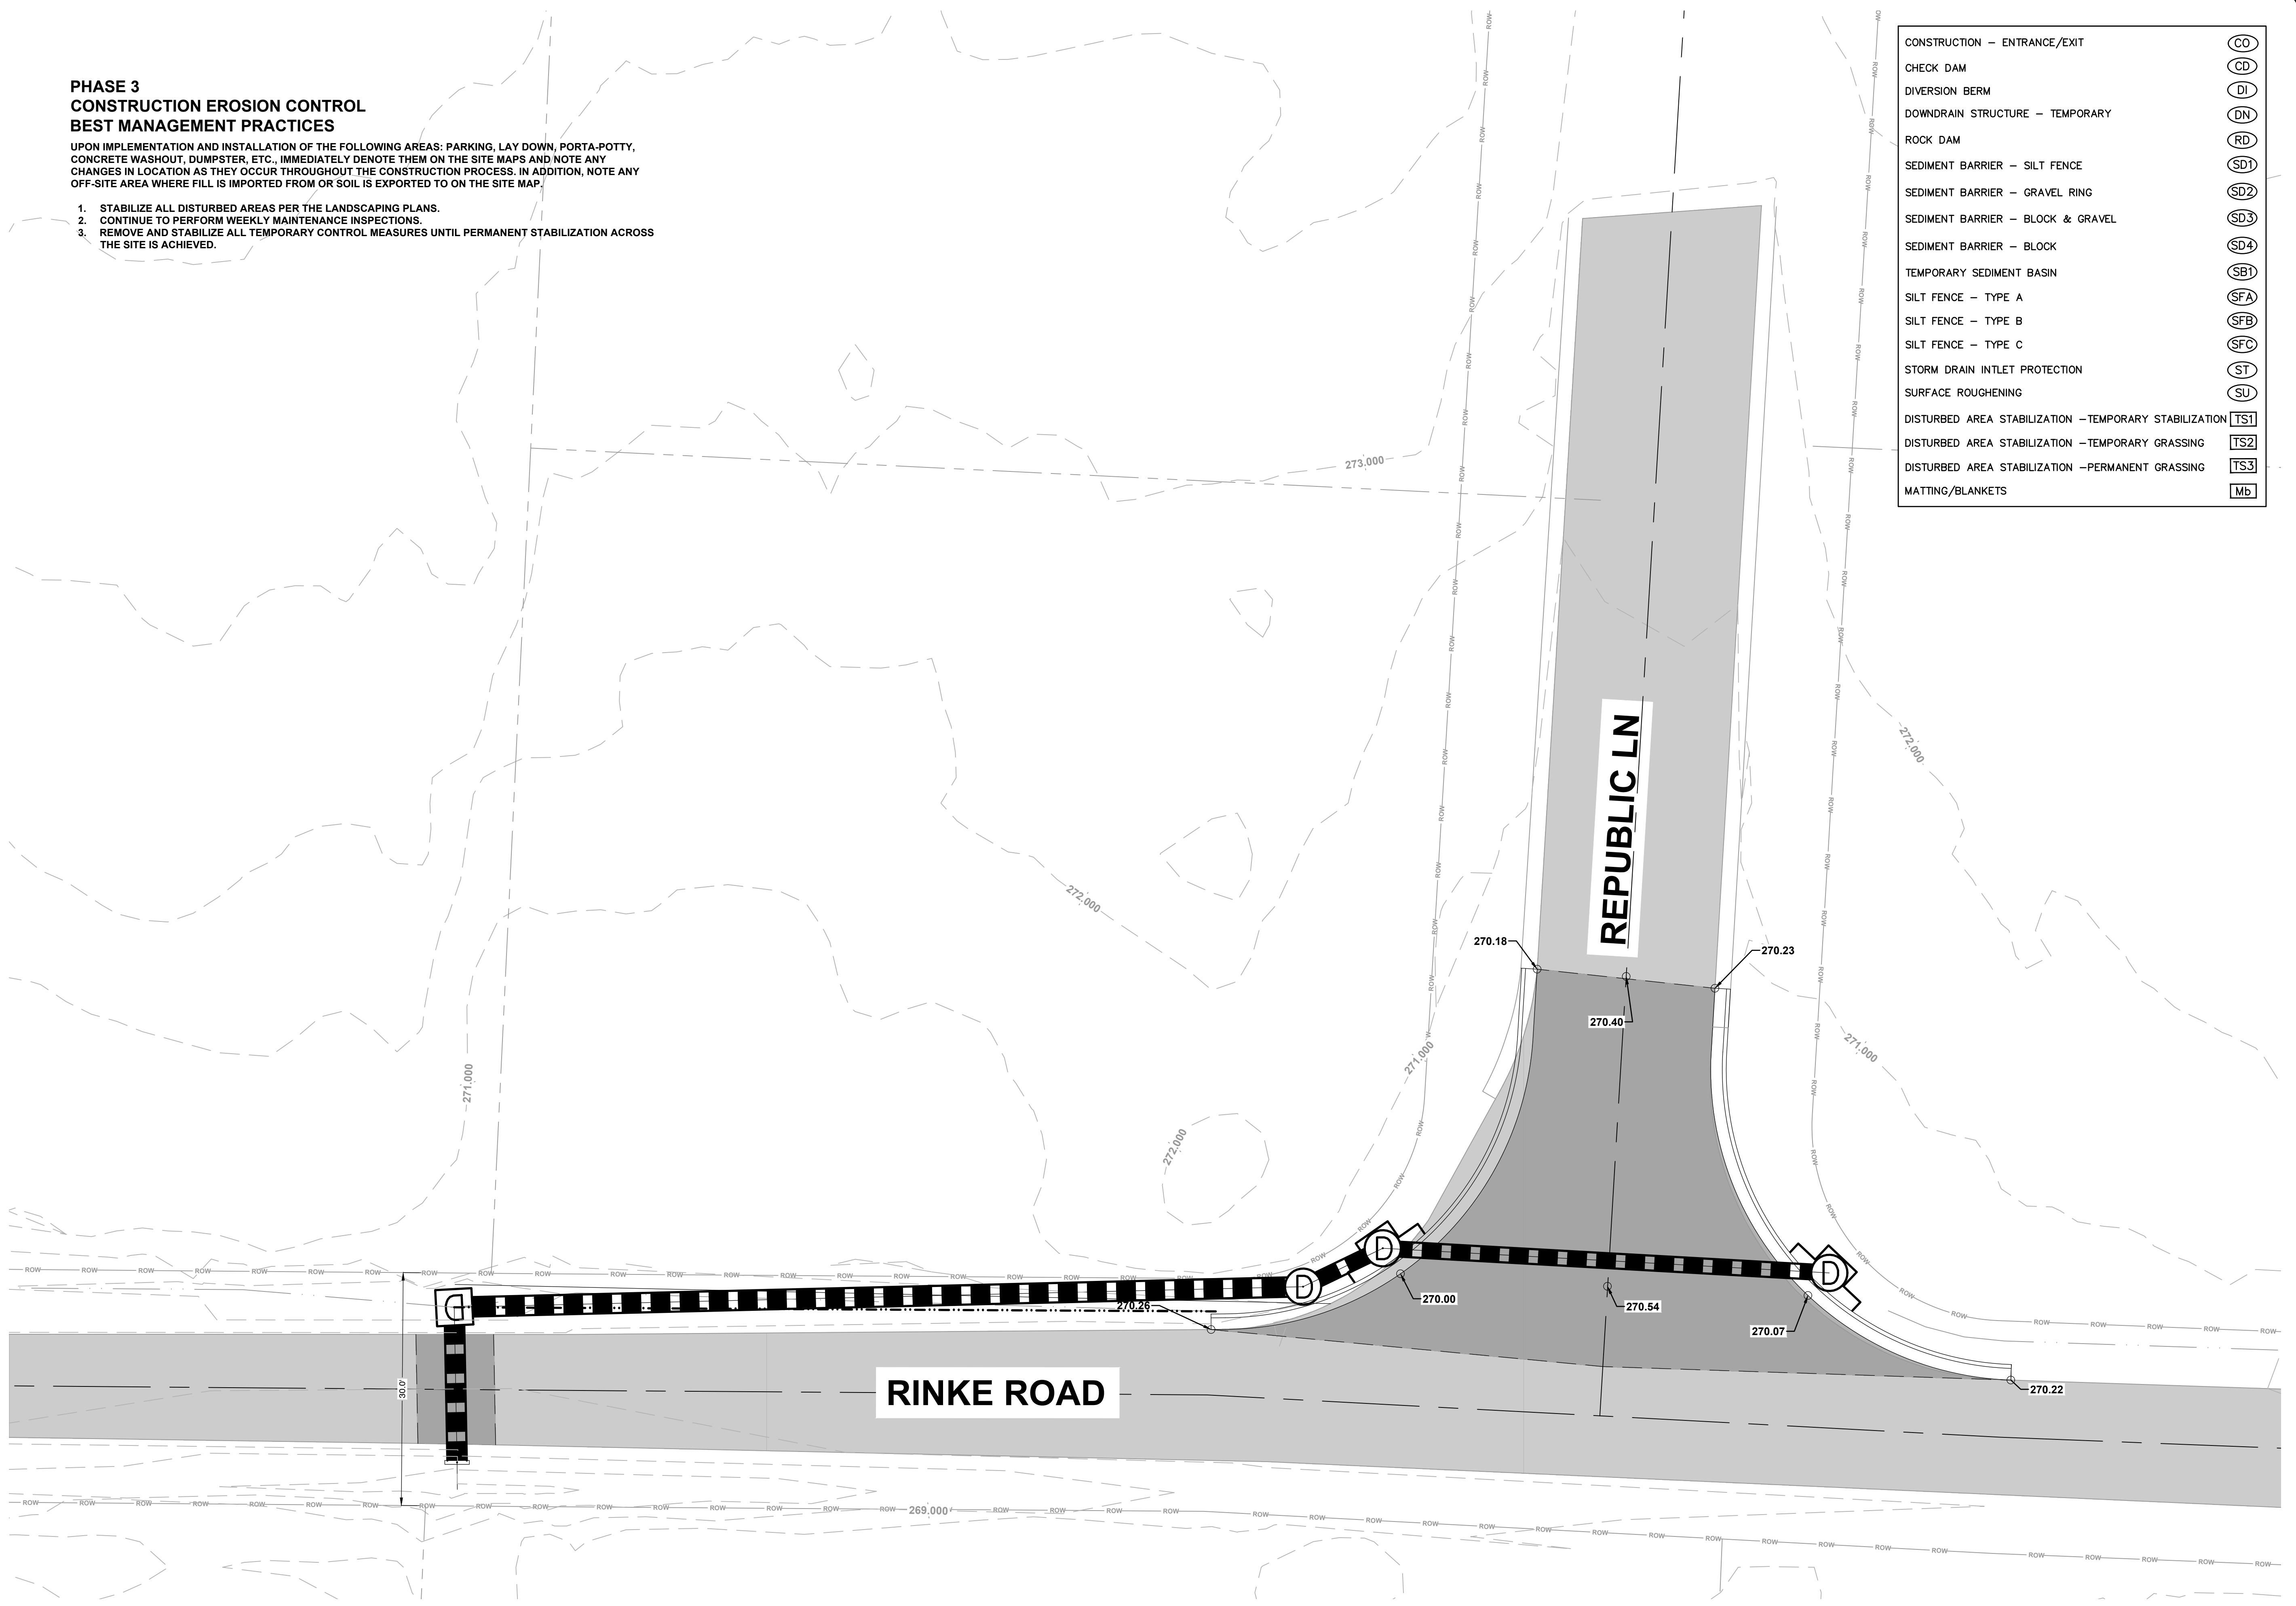 PHASE 3
CONSTRUCTION EROSION CONTROL
BEST MANAGEMENT PRACTICES
UPON IMPLEMENTATION AND INSTALLATION OF THE FOLLOWING AREAS: PARKING, LAY DOWN, PORTA-POTTY,
CONCRETE WASHOUT, DUMPSTER, ETC., IMMEDIATELY DENOTE THEM ON THE SITE MAPS AND NOTE ANY
CHANGES IN LOCATION AS THEY OCCUR THROUGHOUT THE CONSTRUCTION PROCESS. IN ADDITION, NOTE ANY
OFF-SITE AREA WHERE FILL IS IMPORTED FROM OR SOIL IS EXPORTED TO ON THE SITE MAP.
1. STABILIZE ALL DISTURBED AREAS PER THE LANDSCAPING PLANS.
2. CONTINUE TO PERFORM WEEKLY MAINTENANCE INSPECTIONS.
3. REMOVE AND STABILIZE ALL TEMPORARY CONTROL MEASURES UNTIL PERMANENT STABILIZATION ACROSS
THE SITE IS ACHIEVED.
CONSTRUCTION – ENTRANCE/EXIT CO
CHECK DAM CD
DIVERSION BERM DI
DOWNDRAIN STRUCTURE – TEMPORARY DN
ROCK DAM RD
SEDIMENT BARRIER – SILT FENCE SD1
SEDIMENT BARRIER – GRAVEL RING SD2
SEDIMENT BARRIER – BLOCK & GRAVEL SD3
SEDIMENT BARRIER – BLOCK SD4
TEMPORARY SEDIMENT BASIN SB1
SILT FENCE – TYPE A SFA
SILT FENCE – TYPE B SFB
SILT FENCE – TYPE C SFC
STORM DRAIN INTLET PROTECTION ST
SURFACE ROUGHENING SU
DISTURBED AREA STABILIZATION –TEMPORARY STABILIZATION TS1
DISTURBED AREA STABILIZATION –TEMPORARY GRASSING TS2
DISTURBED AREA STABILIZATION –PERMANENT GRASSING TS3
MATTING/BLANKETS Mb
273.000
272.000
REPUBLIC LN
272.000
270.18
270.23
270.40
271.000
271.000
271.000
272.000
D
D
D
D
270.26
270.00
270.54
270.07
30.0'
RINKE ROAD
270.22
269.000
ROW
ROW
ROW
ROW
ROW
ROW